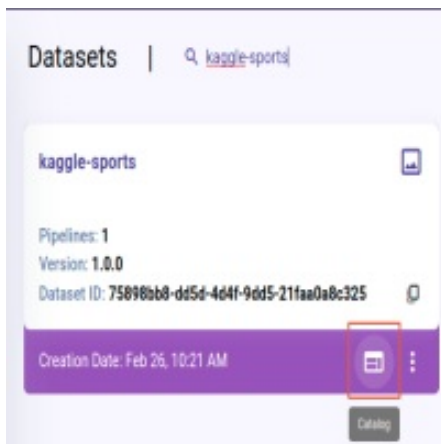 Datasets | kaggle-sports
kaggle-sports
Pipelines: 1
Version: 1.0.0
Dataset ID: 75898bb8-dd5d-4d4f-9dd5-21faa0a8c325
Creation Date: Feb 26, 10:21 AM
Catalog